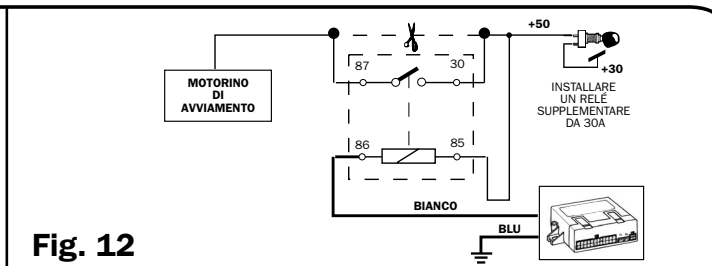 +50
87
30
+30
MOTORINO
DI
AVVIAMENTO
INSTALLARE
UN RELÉ
SUPPLEMENTARE
DA 30A
86
85
BIANCO
BLU
Fig. 12